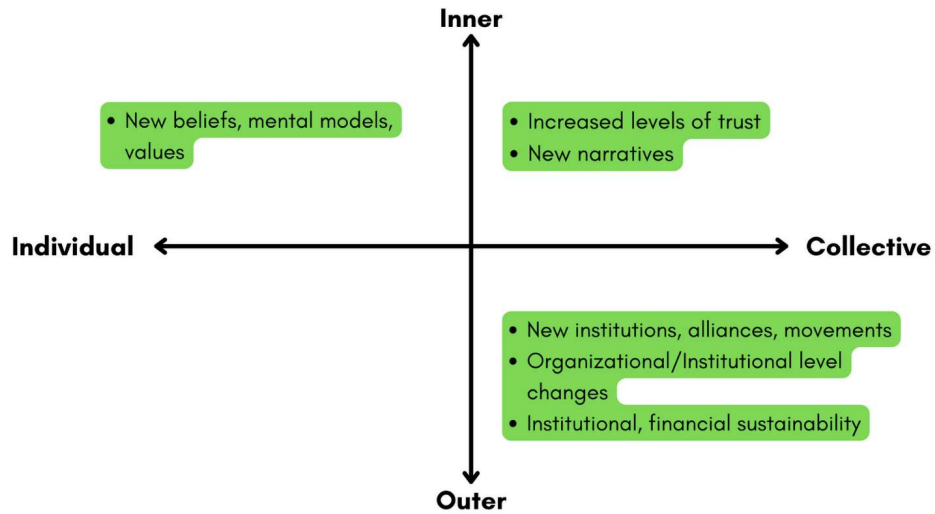 Inner
• New beliefs, mental models,
values
• Increased levels of trust
• New narratives
Individual
Collective
• New institutions, alliances, movements
• Organizational/Institutional level
changes
• Institutional, financial sustainability
Outer